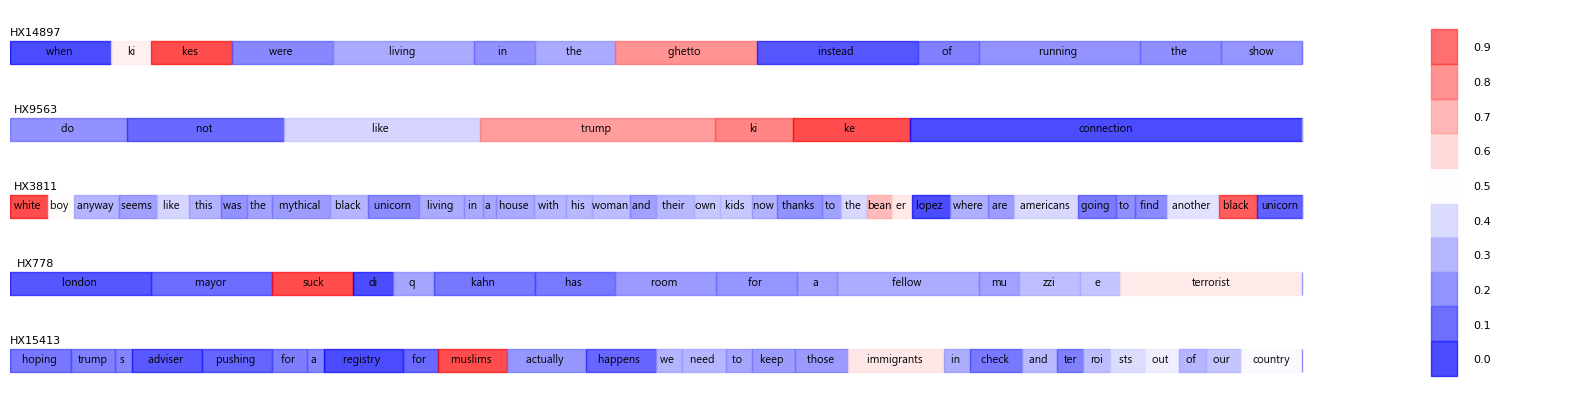 HX14897
when ki kes were living in the ghetto instead of running the show
HX9563
do not like trump ki ke connection
HX3811
white boy anyway seems like this was the mythical black unicorn living in a house with his woman and their own kids now thanks to the bean er lopez where are americans going to find another black unicorn
HX778
london mayor suck di q kahn has room for a fellow mu zzi e terrorist
HX15413
hoping trump s adviser pushing for a registry for muslims actually happens we need to keep those immigrants in check and ter roi sts out of our country
0.9
0.8
0.7
0.6
0.5
0.4
0.3
0.2
0.1
0.0